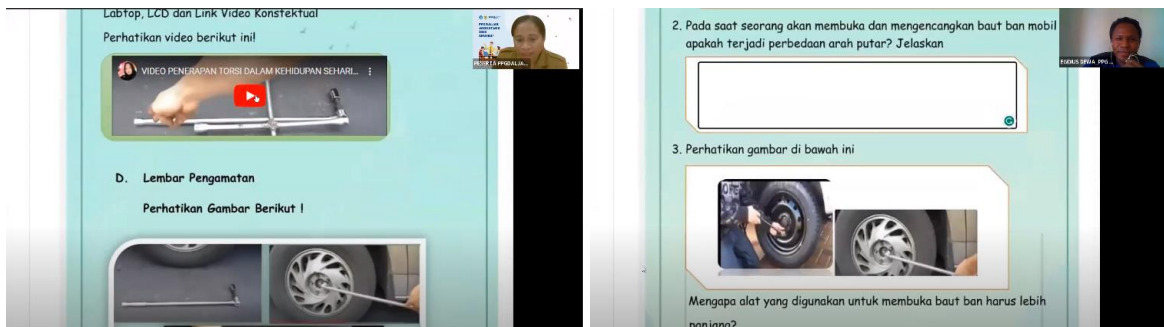 Labtop, LCD dan Link Video Konstektual
Perhatikan video berikut ini!
VIDEO PENERAPAN TORSI DALAM KEHIDUPAN SEHARI...
D. Lembar Pengamatan
Perhatikan Gambar Berikut !
2. Pada saat seorang akan membuka dan mengencangkan baut ban mobil
apakah terjadi perbedaan arah putar? Jelaskan
3. Perhatikan gambar di bawah ini
Mengapa alat yang digunakan untuk membuka baut ban harus lebih
panjang?